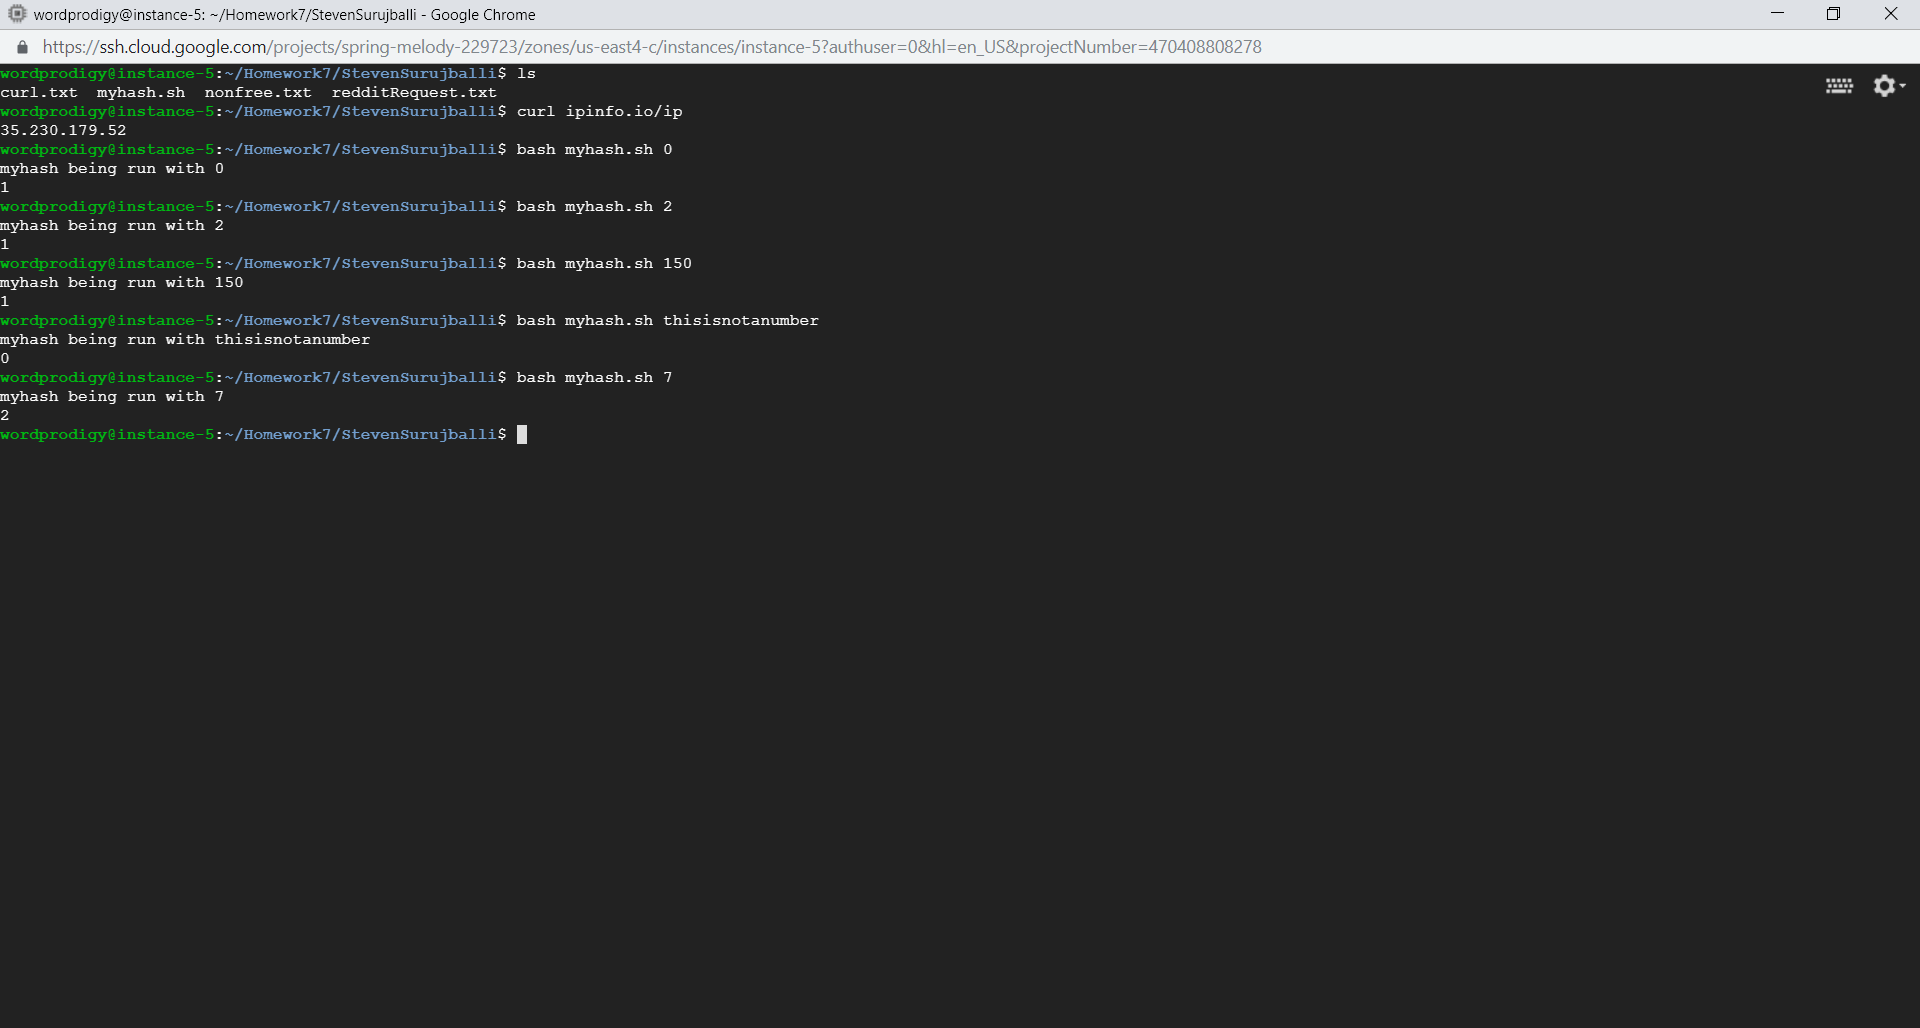 wordprodigy@instance-5: ~/Homework7/StevenSurujballi - Google Chrome
https://ssh.cloud.google.com/projects/spring-melody-229723/zones/us-east4-c/instances/instance-5?authuser=0&hl=en_US&projectNumber=470408808278
wordprodigy@instance-5:~/Homework7/StevenSurujballi$ ls
curl.txt  myhash.sh  nonfree.txt  redditRequest.txt
wordprodigy@instance-5:~/Homework7/StevenSurujballi$ curl ipinfo.io/ip
35.230.179.52
wordprodigy@instance-5:~/Homework7/StevenSurujballi$ bash myhash.sh 0
myhash being run with 0
1
wordprodigy@instance-5:~/Homework7/StevenSurujballi$ bash myhash.sh 2
myhash being run with 2
1
wordprodigy@instance-5:~/Homework7/StevenSurujballi$ bash myhash.sh 150
myhash being run with 150
1
wordprodigy@instance-5:~/Homework7/StevenSurujballi$ bash myhash.sh thisisnotanumber
myhash being run with thisisnotanumber
0
wordprodigy@instance-5:~/Homework7/StevenSurujballi$ bash myhash.sh 7
myhash being run with 7
2
wordprodigy@instance-5:~/Homework7/StevenSurujballi$